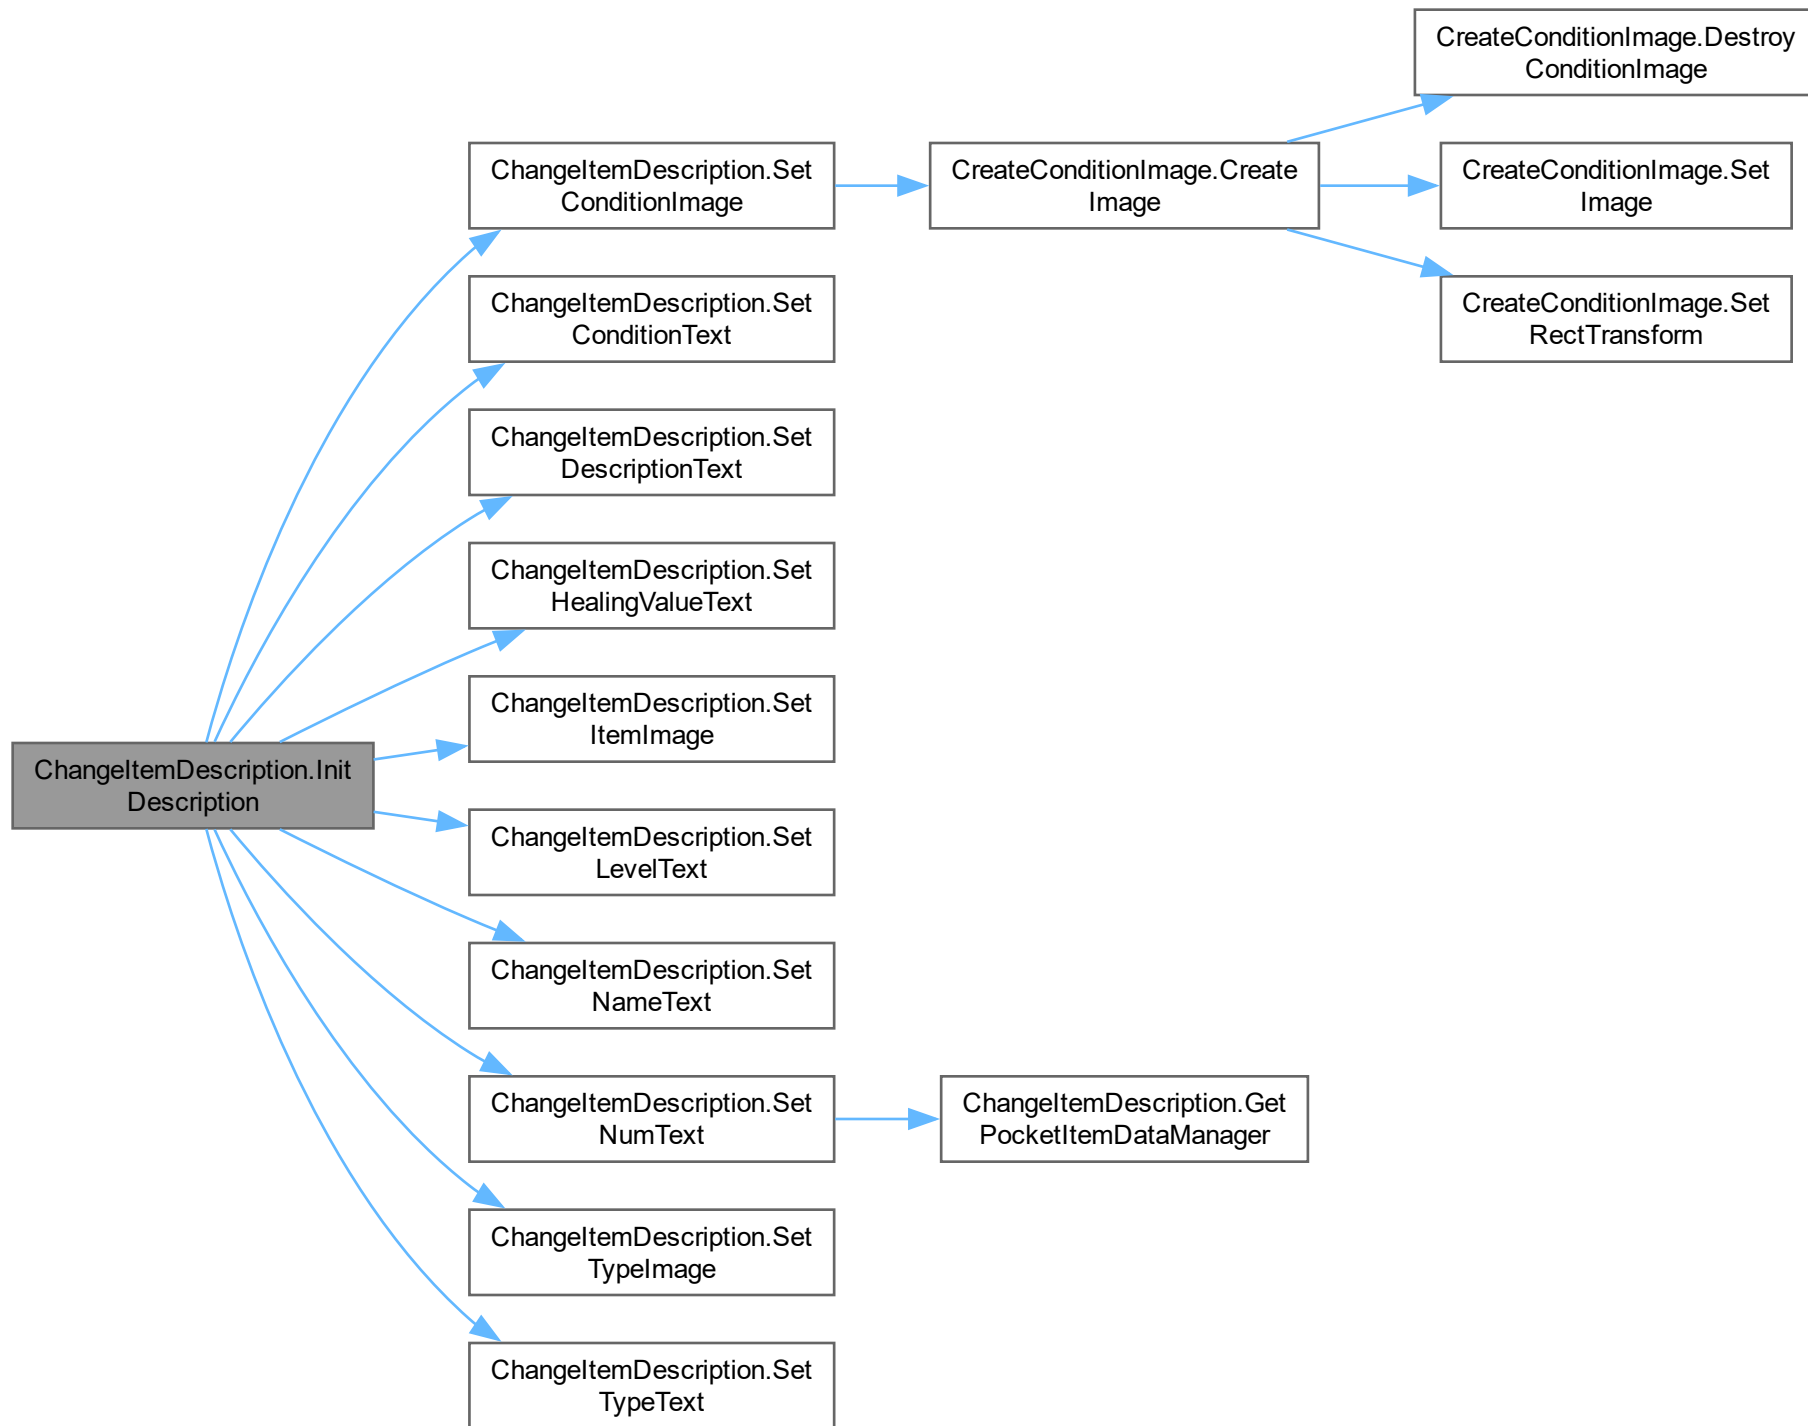 CreateConditionImage.Destroy
ConditionImage
ChangeItemDescription.Set
ConditionImage
CreateConditionImage.Create
Image
CreateConditionImage.Set
Image
ChangeItemDescription.Set
ConditionText
CreateConditionImage.Set
RectTransform
ChangeItemDescription.Set
DescriptionText
ChangeItemDescription.Set
HealingValueText
ChangeItemDescription.Set
ItemImage
ChangeItemDescription.Init
Description
ChangeItemDescription.Set
LevelText
ChangeItemDescription.Set
NameText
ChangeItemDescription.Set
NumText
ChangeItemDescription.Get
PocketItemDataManager
ChangeItemDescription.Set
TypeImage
ChangeItemDescription.Set
TypeText